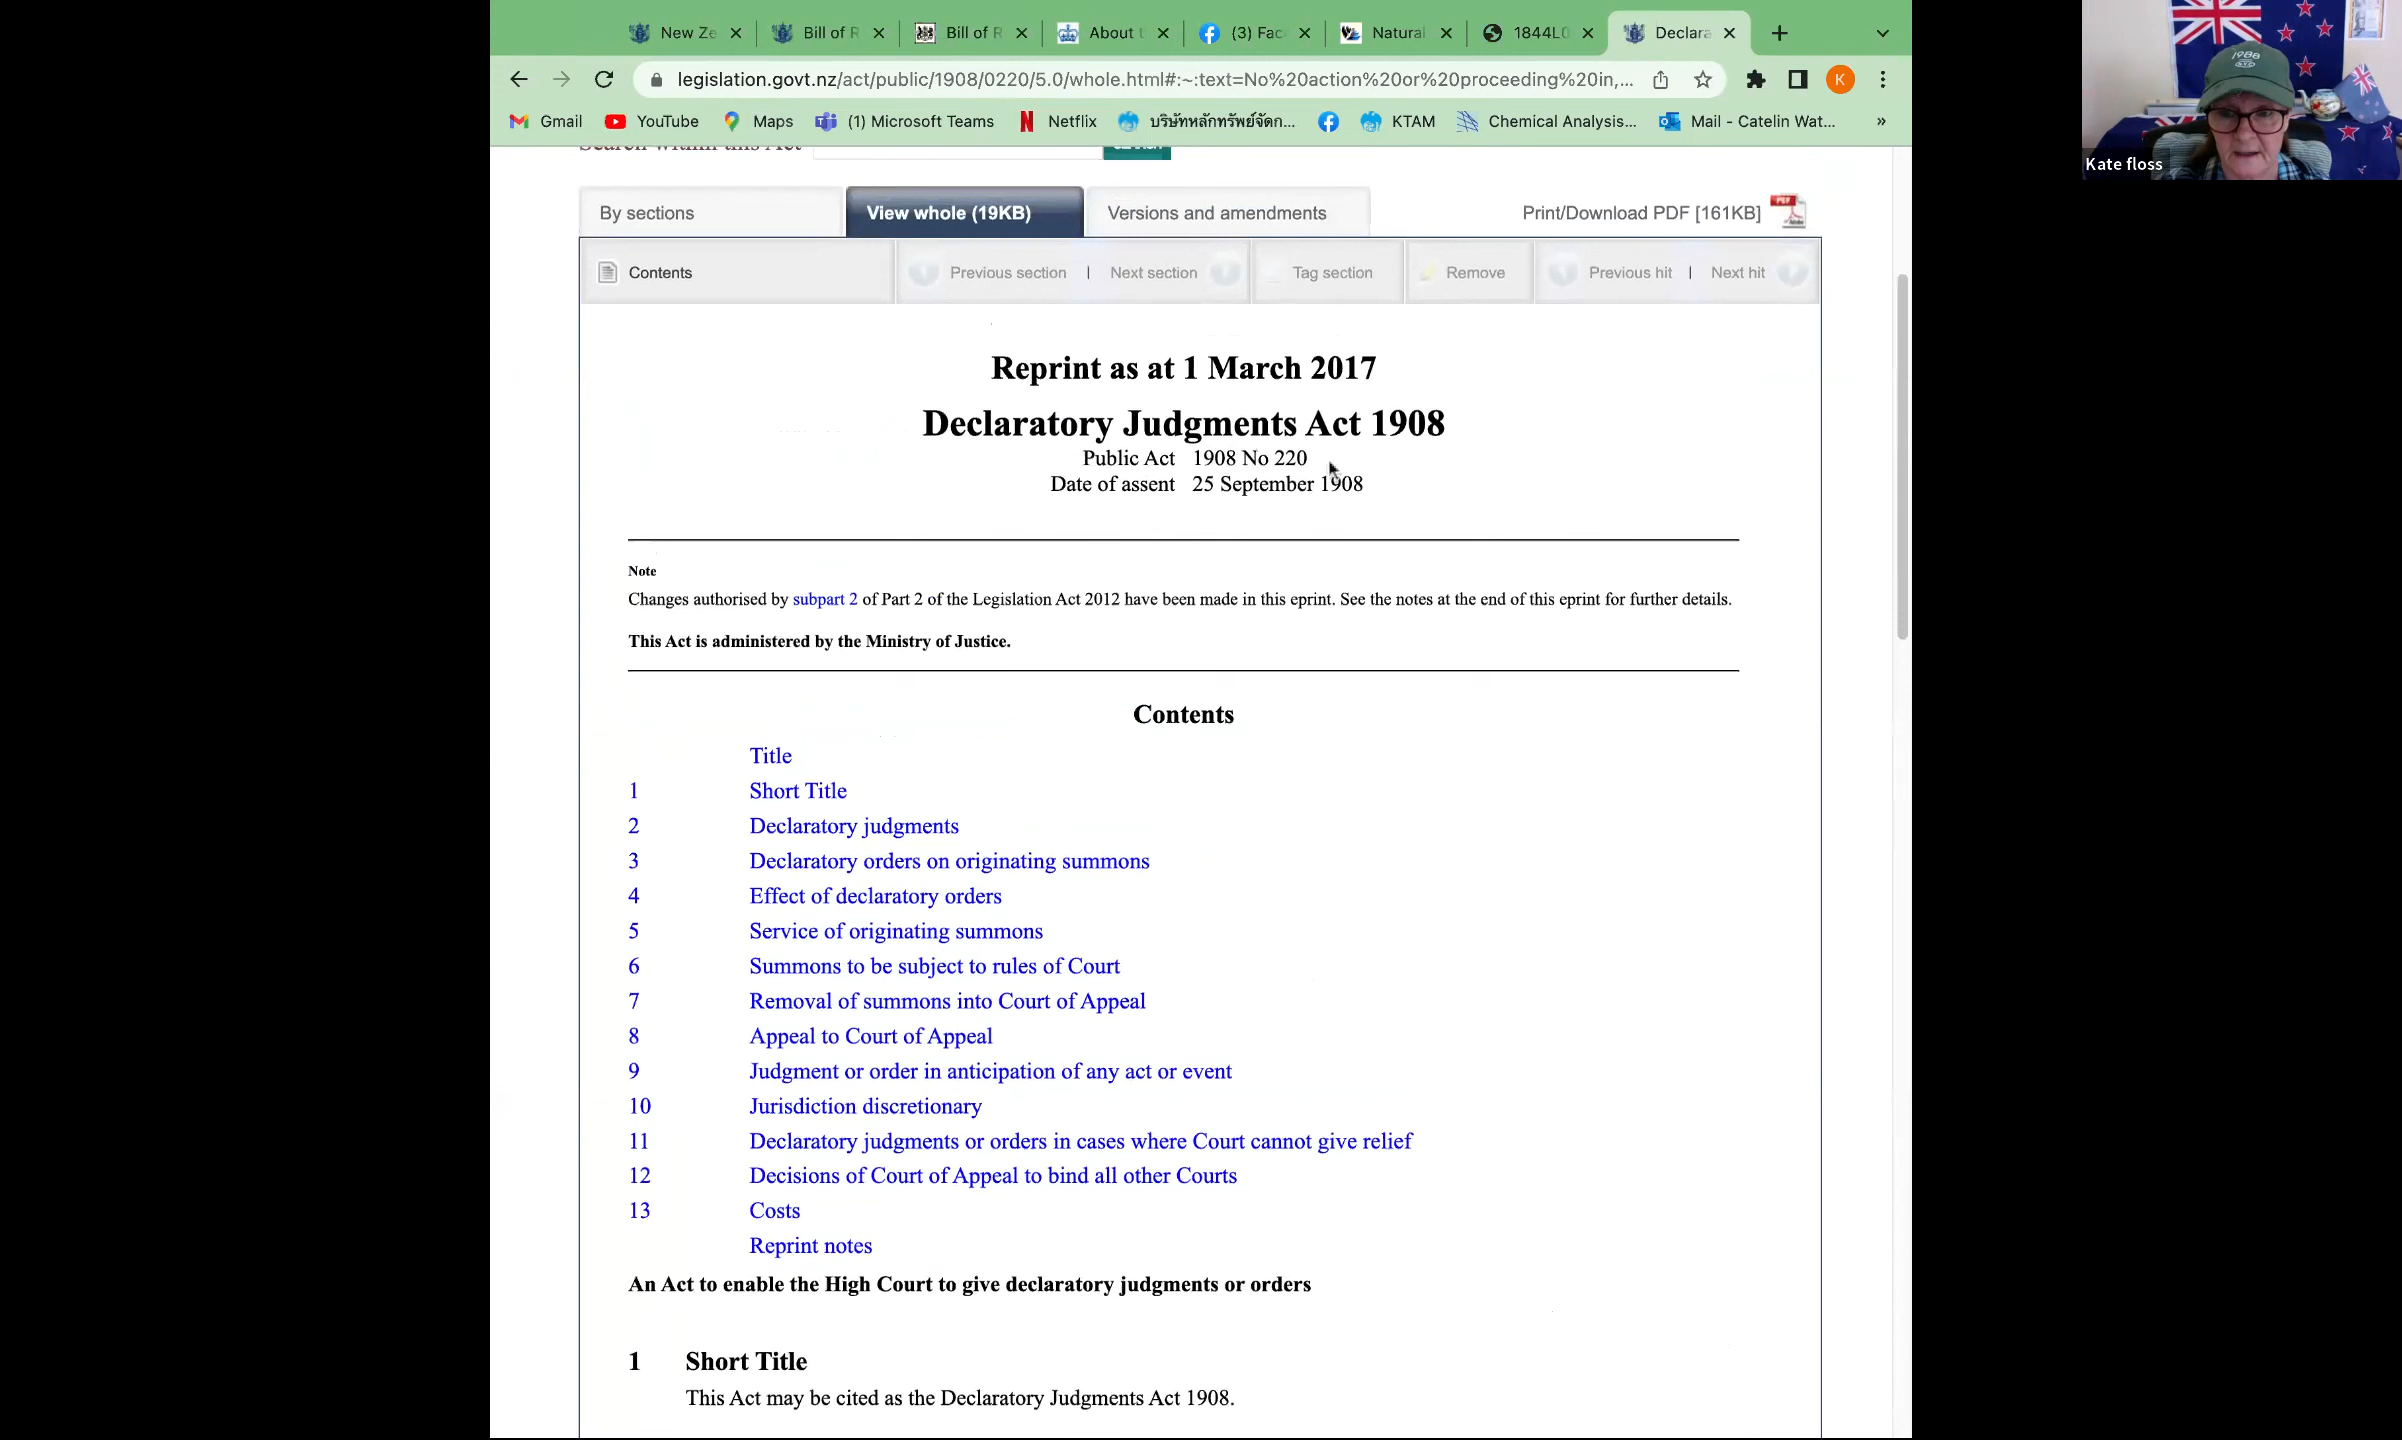 New Ze
Bill of R
Bill of R
About U
(3) Fac
Natural
1844L0
Declara
legislation.govt.nz/act/public/1908/0220/5.0/whole.html#:~:text=No%20action%20or%20proceeding%20in,...
K
Gmail
YouTube
Maps
(1) Microsoft Teams
Netflix
บริษัทหลักทรัพย์จัดก...
KTAM
Chemical Analysis...
Mail - Catelin Wat...
»
1988
Kate floss
Search within this Act
By sections
View whole (19KB)
Versions and amendments
Print/Download PDF [161KB]
Contents
Previous section | Next section
Tag section
Remove
Previous hit | Next hit
Reprint as at 1 March 2017
Declaratory Judgments Act 1908
Public Act 1908 No 220
Date of assent 25 September 1908
Note
Changes authorised by subpart 2 of Part 2 of the Legislation Act 2012 have been made in this eprint. See the notes at the end of this eprint for further details.
This Act is administered by the Ministry of Justice.
Contents
Title
1 Short Title
2 Declaratory judgments
3 Declaratory orders on originating summons
4 Effect of declaratory orders
5 Service of originating summons
6 Summons to be subject to rules of Court
7 Removal of summons into Court of Appeal
8 Appeal to Court of Appeal
9 Judgment or order in anticipation of any act or event
10 Jurisdiction discretionary
11 Declaratory judgments or orders in cases where Court cannot give relief
12 Decisions of Court of Appeal to bind all other Courts
13 Costs
Reprint notes
An Act to enable the High Court to give declaratory judgments or orders
1 Short Title
This Act may be cited as the Declaratory Judgments Act 1908.